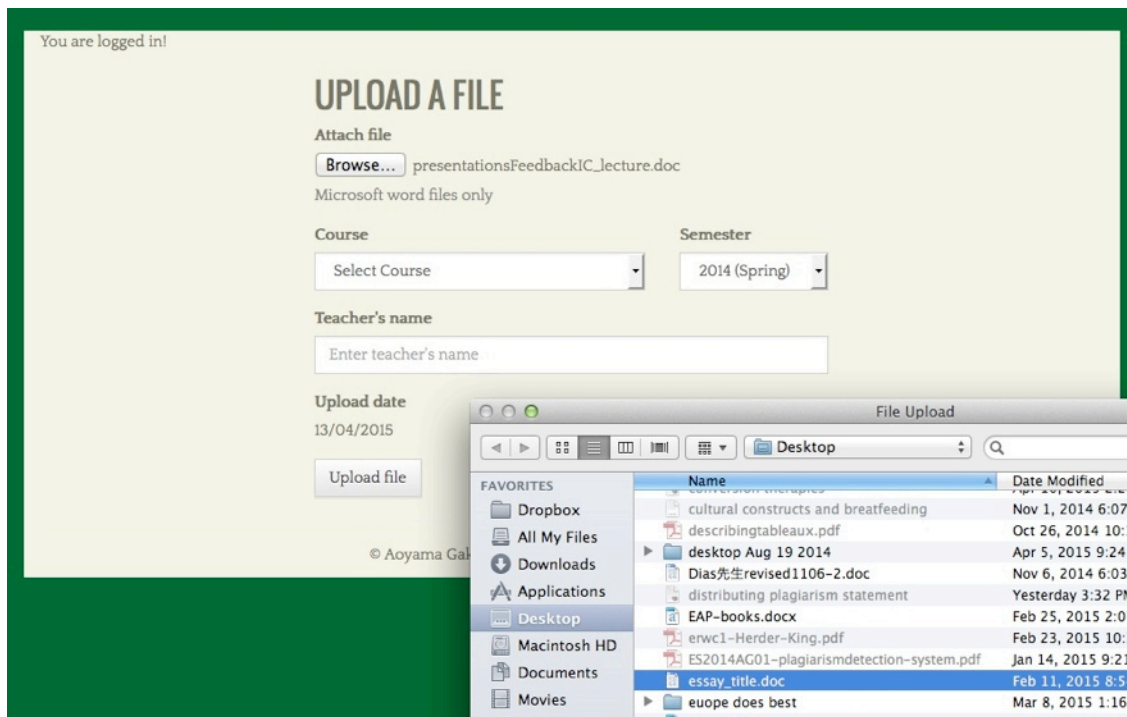 You are logged in!
UPLOAD A FILE
Attach file
Browse... presentationsFeedbackIC_lecture.doc
Microsoft word files only
Course Semester
Select Course 2014 (Spring)
Teacher's name
Enter teacher's name
Upload date
13/04/2015
Upload file
© Aoyama
File Upload
Desktop
Name Date Modified
FAVORITES
Dropbox
All My Files
Downloads
Applications
Desktop
Macintosh HD
Documents
Movies
cultural constructs and breastfeeding Nov 1, 2014 6:07
describingtableaux.pdf Oct 26, 2014 10:
desktop Aug 19 2014 Apr 5, 2015 9:24
Dias先生revised1106-2.doc Nov 6, 2014 6:03
distributing plagiarism statement Yesterday 3:32 PM
EAP-books.docx Feb 25, 2015 2:0
erwc1-Herder-King.pdf Feb 23, 2015 10:
ES2014AG01-plagiarismdetection-system.pdf Jan 14, 2015 9:21
essay_title.doc Feb 11, 2015 8:5
euope does best Mar 8, 2015 1:16